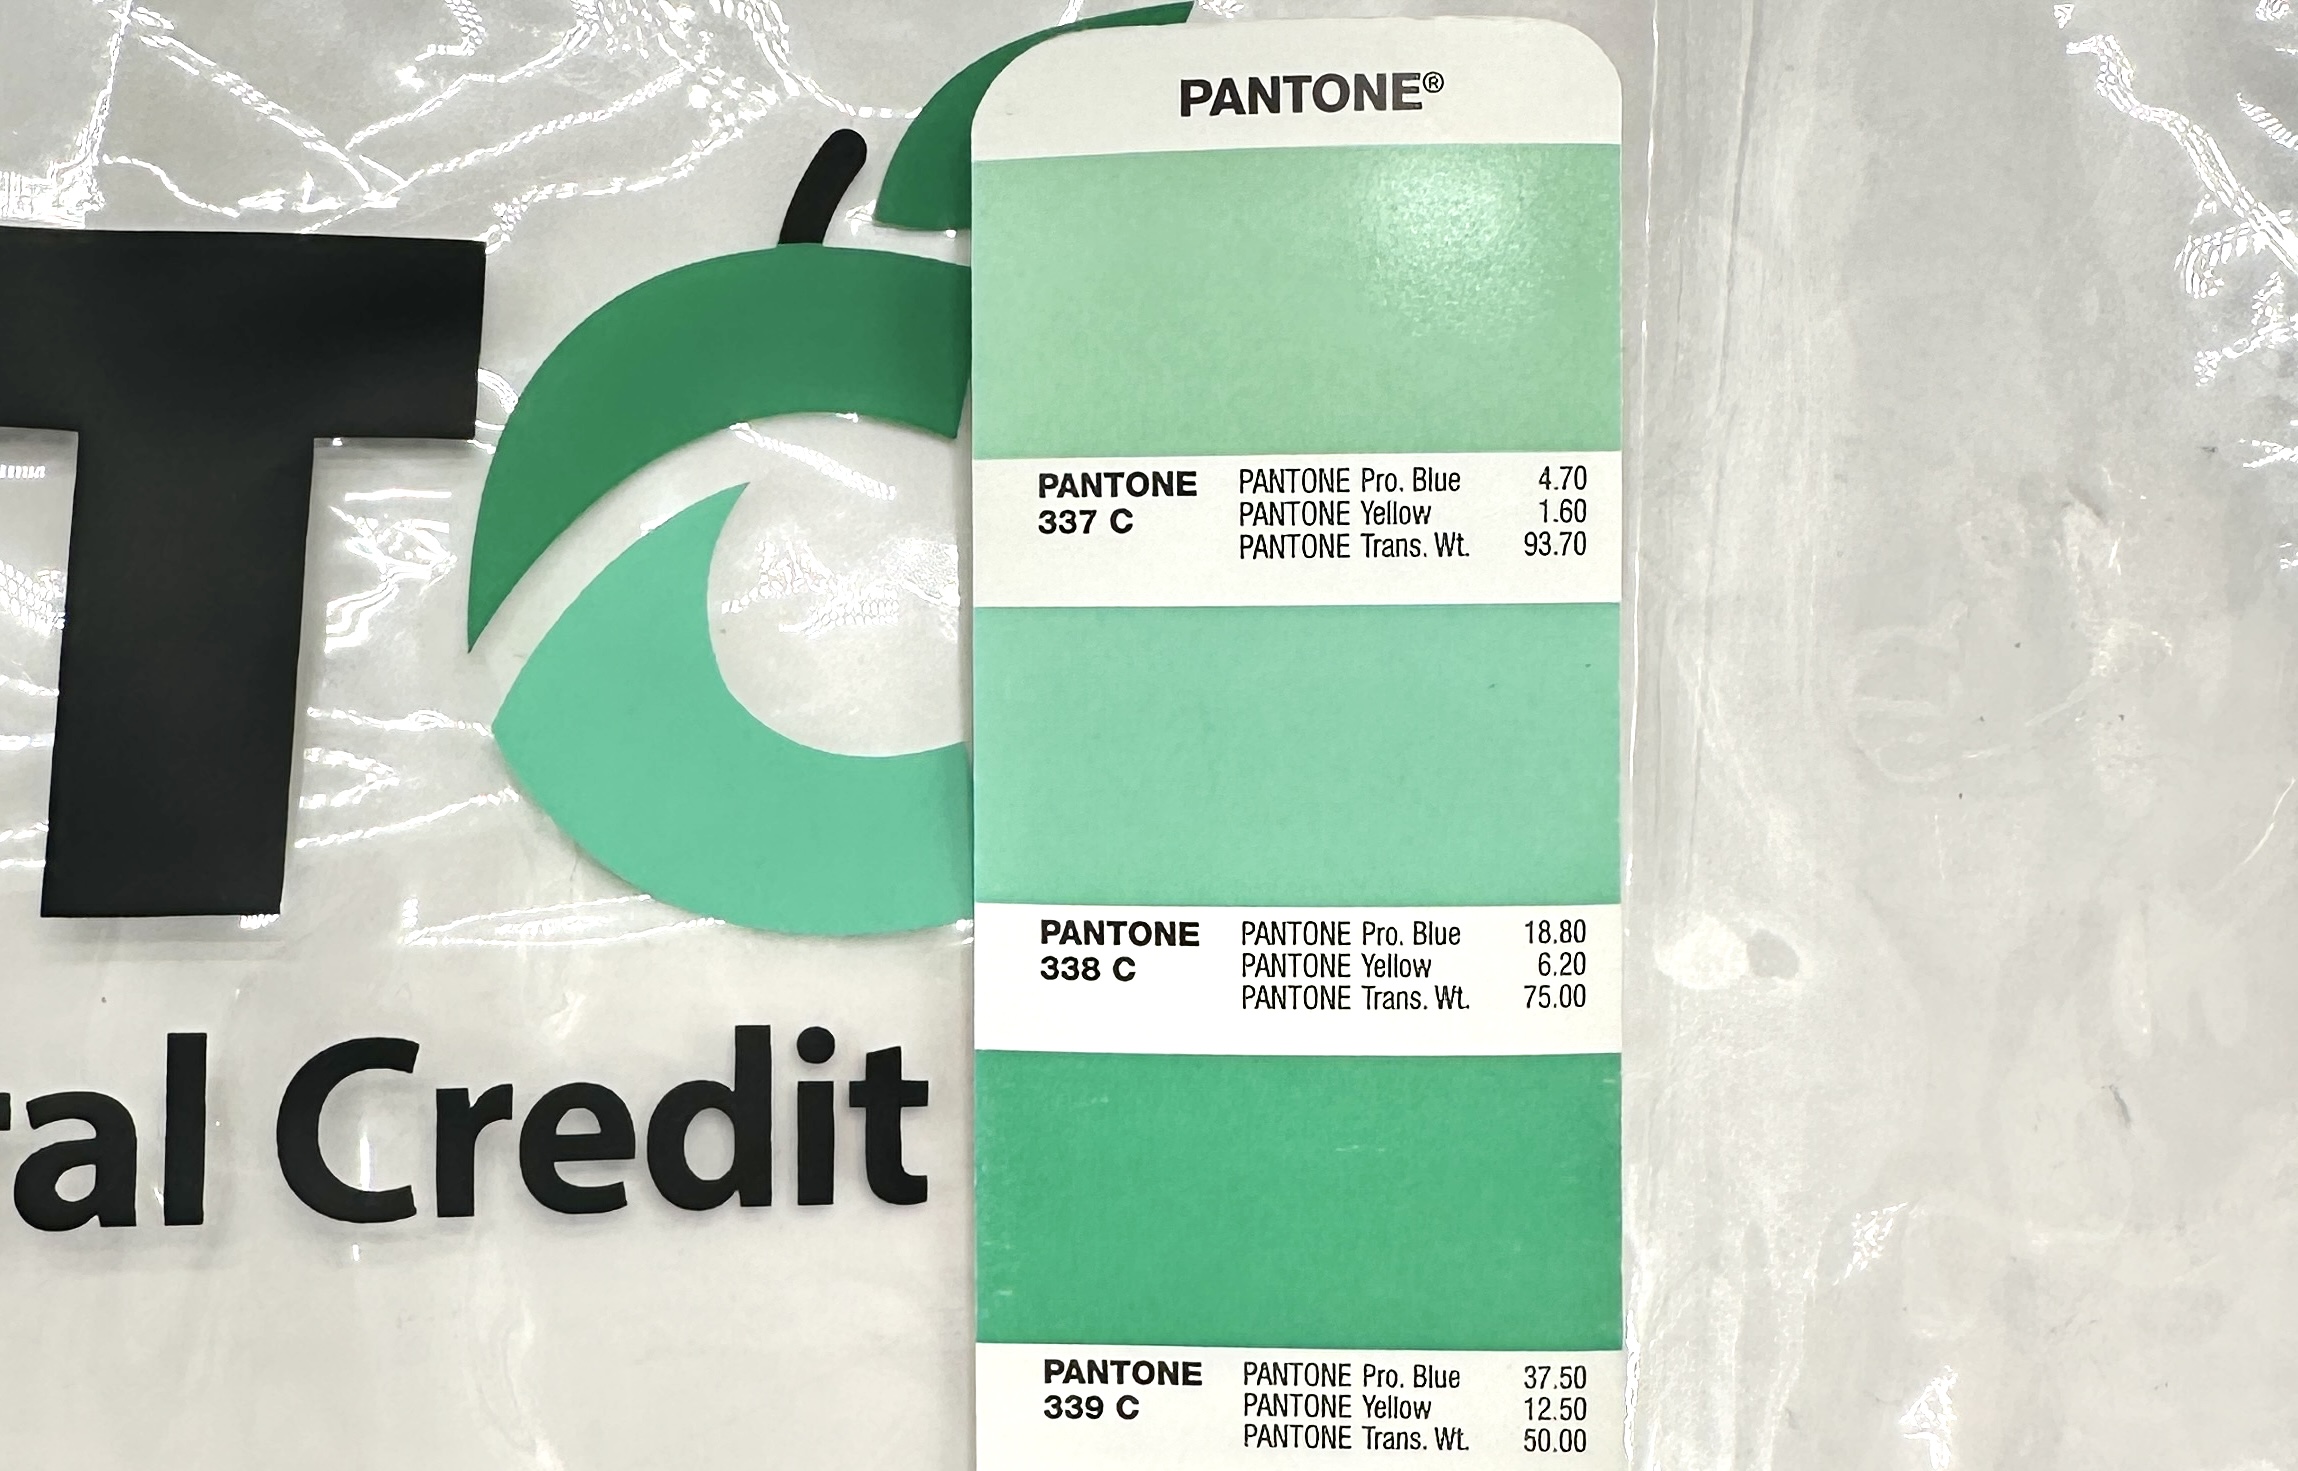 PANTONE®
T
PANTONE Pro. Blue 4.70
PANTONE
337 C
PANTONE Yellow 1.60
PANTONE Trans. Wt. 93.70
PANTONE Pro. Blue 18.80
PANTONE
338 C
PANTONE Yellow 6.20
PANTONE Trans. Wt. 75.00
ral Credit
PANTONE Pro. Blue 37.50
PANTONE
339 C
PANTONE Yellow 12.50
PANTONE Trans. Wt. 50.00